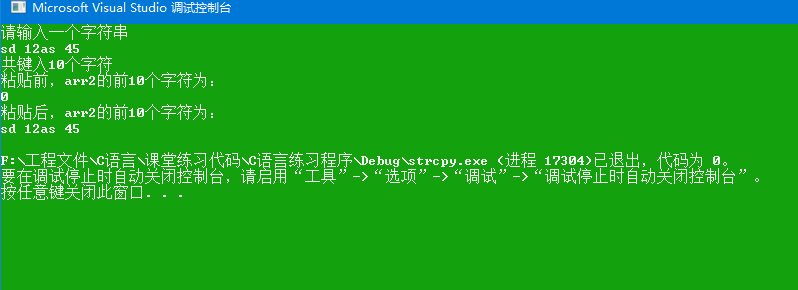 Microsoft Visual Studio 调试控制台
请输入一个字符串
sd 12as 45
共键入10个字符
粘贴前，arr2的前10个字符为：
0
粘贴后，arr2的前10个字符为：
sd 12as 45
F:\工程文件\C语言\课堂练习代码\C语言练习程序\Debug\strcpy.exe (进程 17304)已退出，代码为 0。
要在调试停止时自动关闭控制台，请启用“工具”->“选项”->“调试”->“调试停止时自动关闭控制台”。
按任意键关闭此窗口. . .